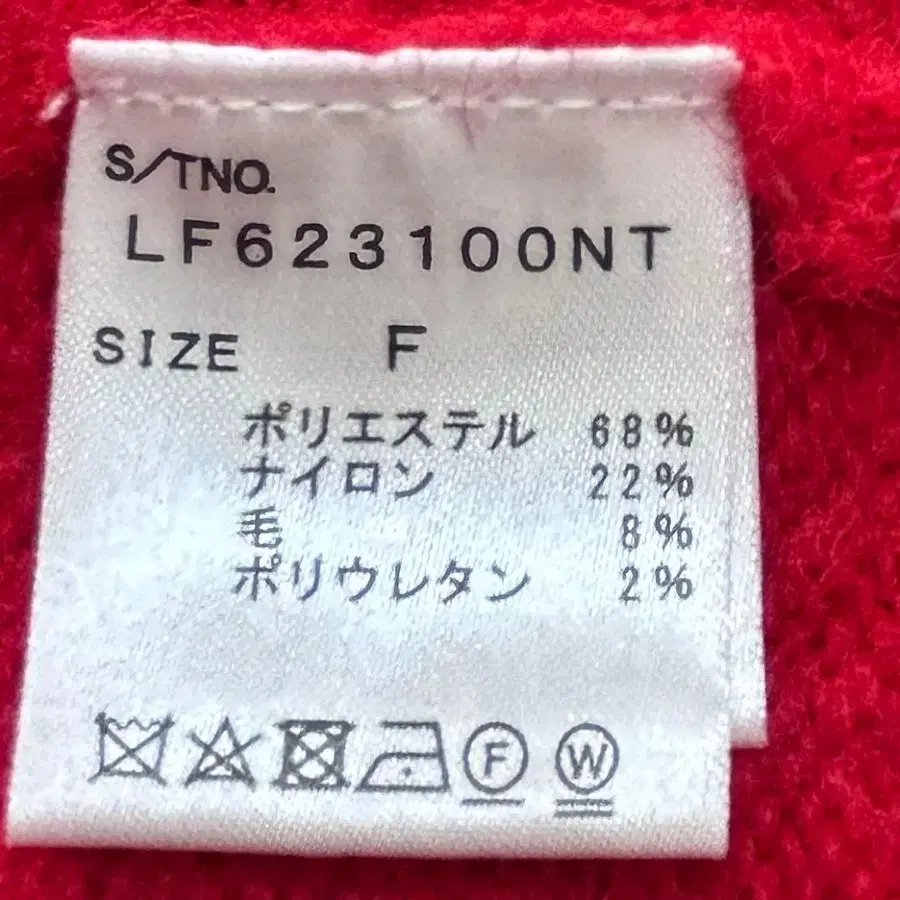 S/TNO.
LF623100NT
SIZE F
ポリエステル 68%
ナイロン 22%
毛 8%
ポリウレタン 2%
F W